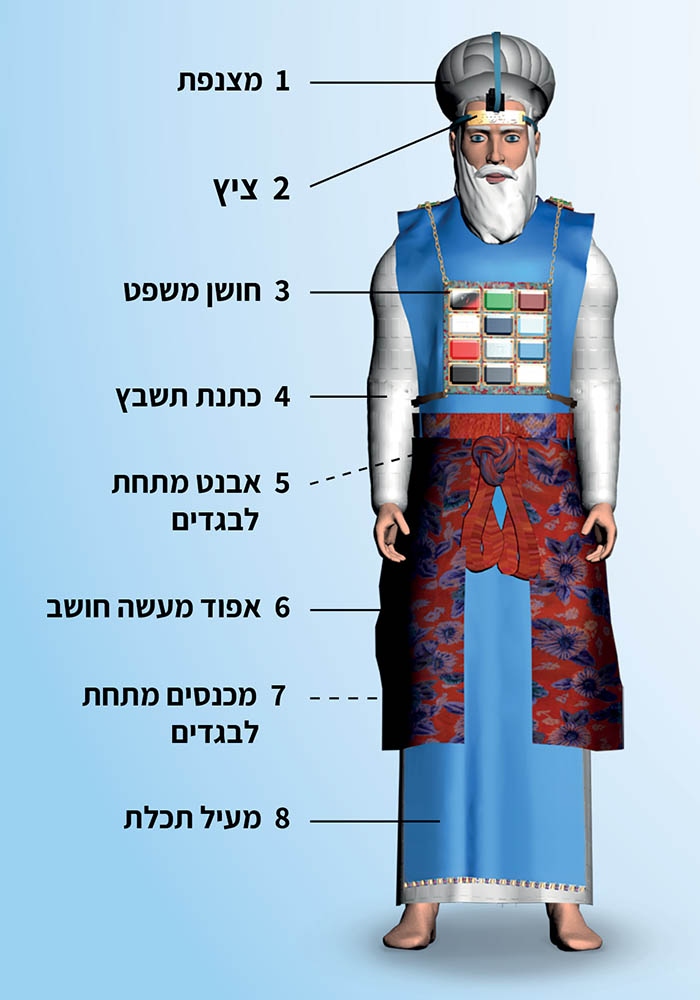 1 מצנפת
2 ציץ
3 חושן משפט
4 כתנת תשבץ
5 אבנט מתחת
לבגדים
6 אפוד מעשה חושב
7 מכנסים מתחת
לבגדים
8 מעיל תכלת